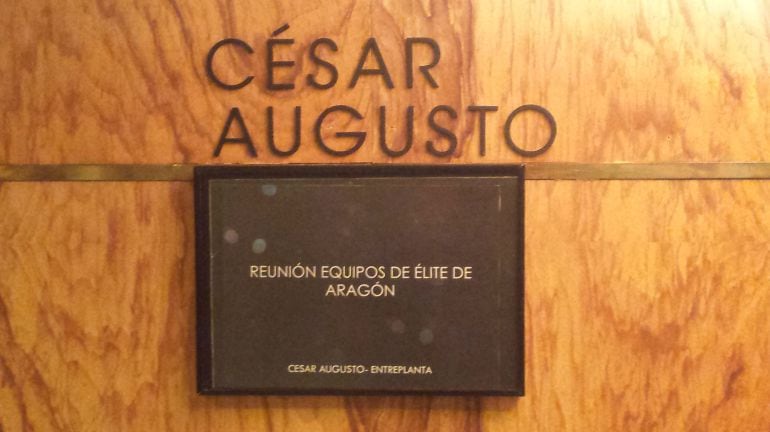 CÉSAR
AUGUSTO
REUNIÓN EQUIPOS DE ÉLITE DE
ARAGÓN
CESAR AUGUSTO- ENTREPLANTA